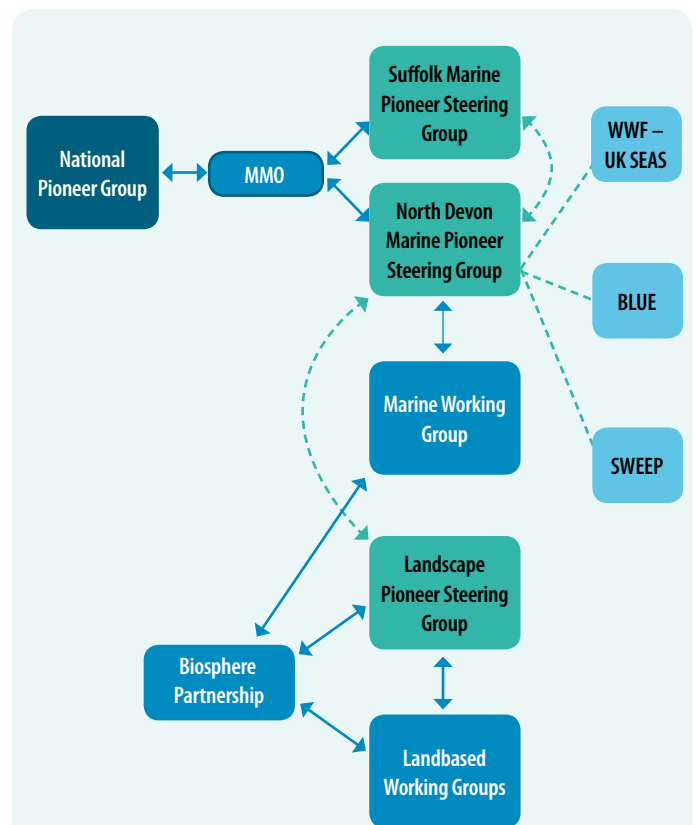 Suffolk Marine
Pioneer Steering
Group
National
Pioneer Group
MMO
WWF –
UK SEAS
North Devon
Marine Pioneer
Steering Group
BLUE
Marine Working
Group
SWEEP
Landscape
Pioneer Steering
Group
Biosphere
Partnership
Landbased
Working Groups